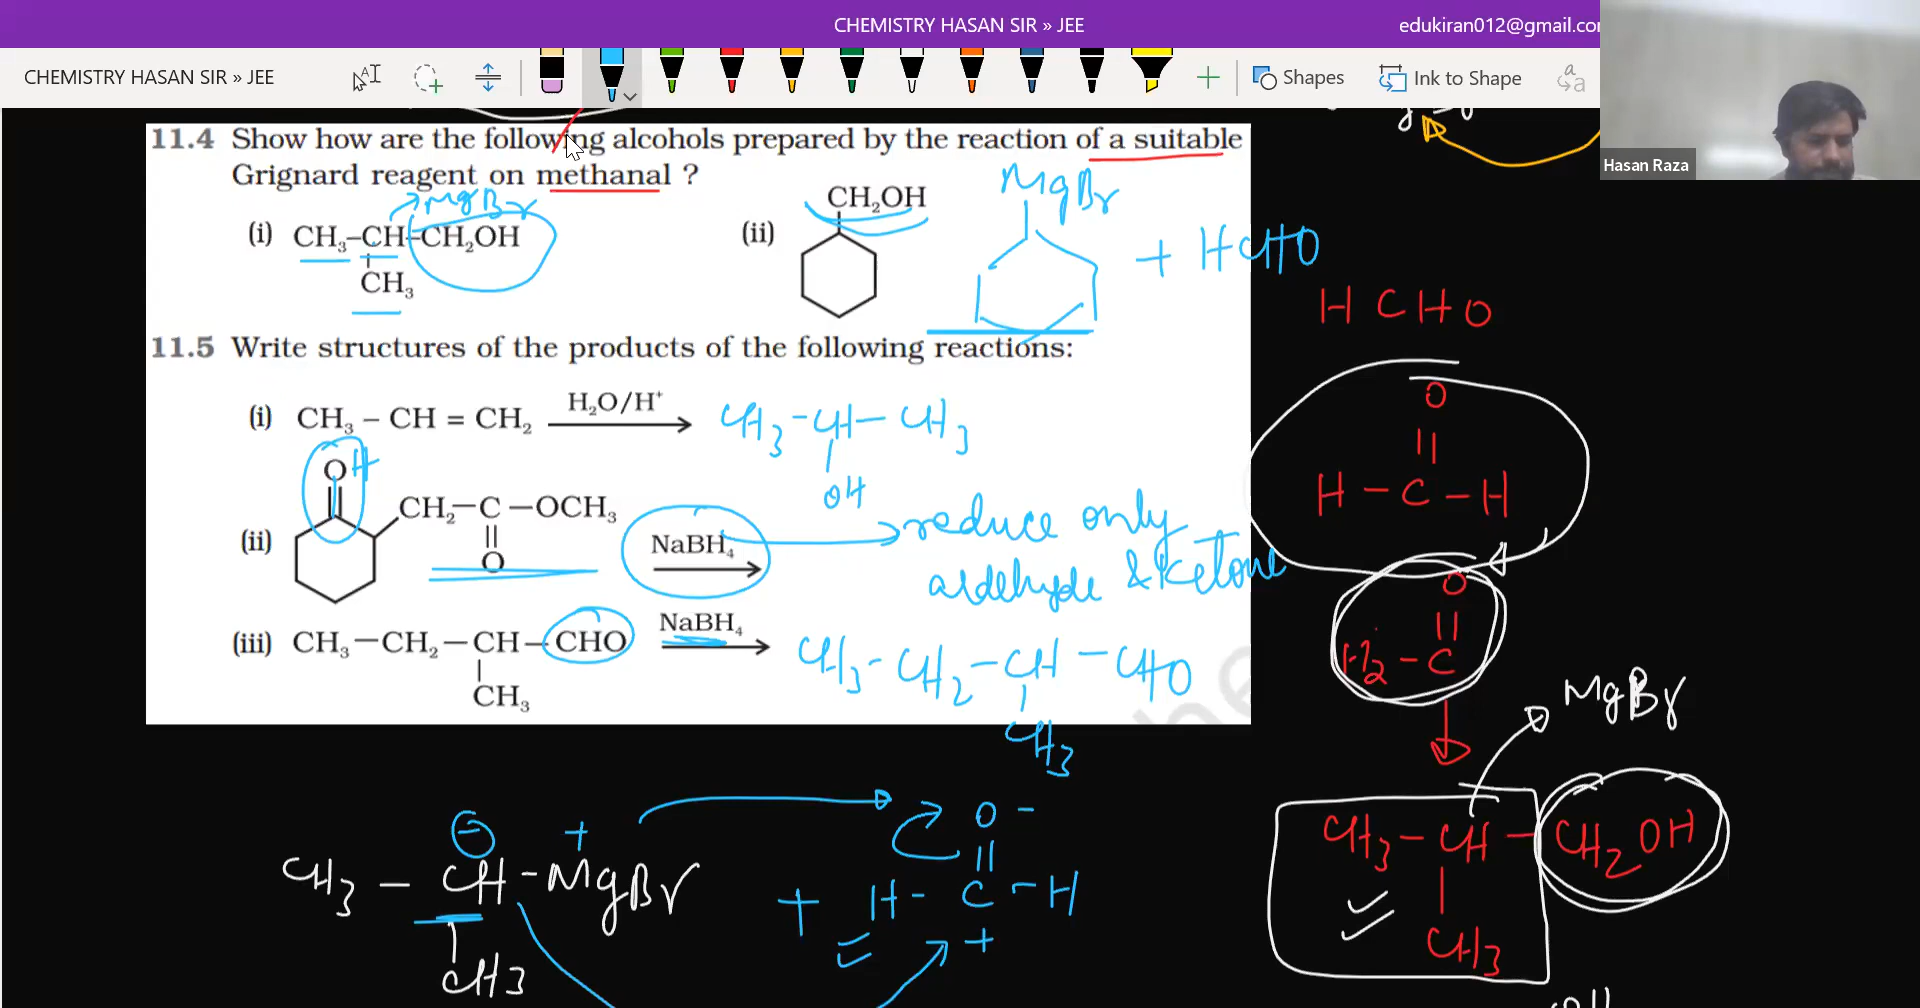 CHEMISTRY HASAN SIR » JEE
edukiran012@gmail.co
CHEMISTRY HASAN SIR » JEE
Shapes
Ink to Shape
Hasan Raza
11.4 Show how are the following alcohols prepared by the reaction of a suitable
Grignard reagent on methanal ?
MgBr
(i) CH₃–CH–CH₂OH
CH₃
(ii)
CH₂OH
MgBr
+ HCHO
HCHO
O
H – C – H
O
H₂ – C
MgBr
CH₃ – CH – CH₂OH
CH₃
11.5 Write structures of the products of the following reactions:
(i) CH₃ – CH = CH₂
H₂O/H⁺
CH₃ – CH – CH₃
OH
(ii)
OH
CH₂–C–OCH₃
O
NaBH₄
reduce only
aldehyde & Ketone
(iii) CH₃–CH₂–CH–CHO
CH₃
NaBH₄
CH₃ – CH₂ – CH – CHO
CH₃
⊖ +
CH₃ – CH – MgBr
CH₃
O –
+ H – C – H
+